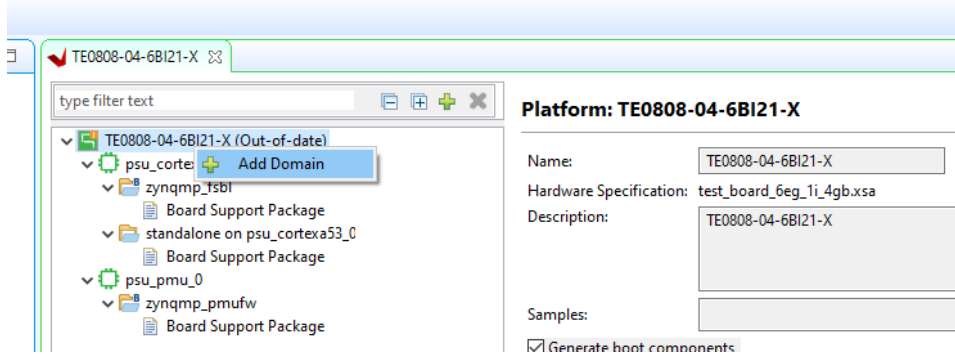 TE0808-04-6BI21-X
type filter text
TE0808-04-6BI21-X (Out-of-date)
psu_cortex
Add Domain
zynqmp_fsbl
Board Support Package
standalone on psu_cortexa53_0
Board Support Package
psu_pmu_0
zynqmp_pmufw
Board Support Package
Platform: TE0808-04-6BI21-X
Name:
TE0808-04-6BI21-X
Hardware Specification: test_board_6eg_1i_4gb.xsa
Description:
TE0808-04-6BI21-X
Samples:
Generate boot components